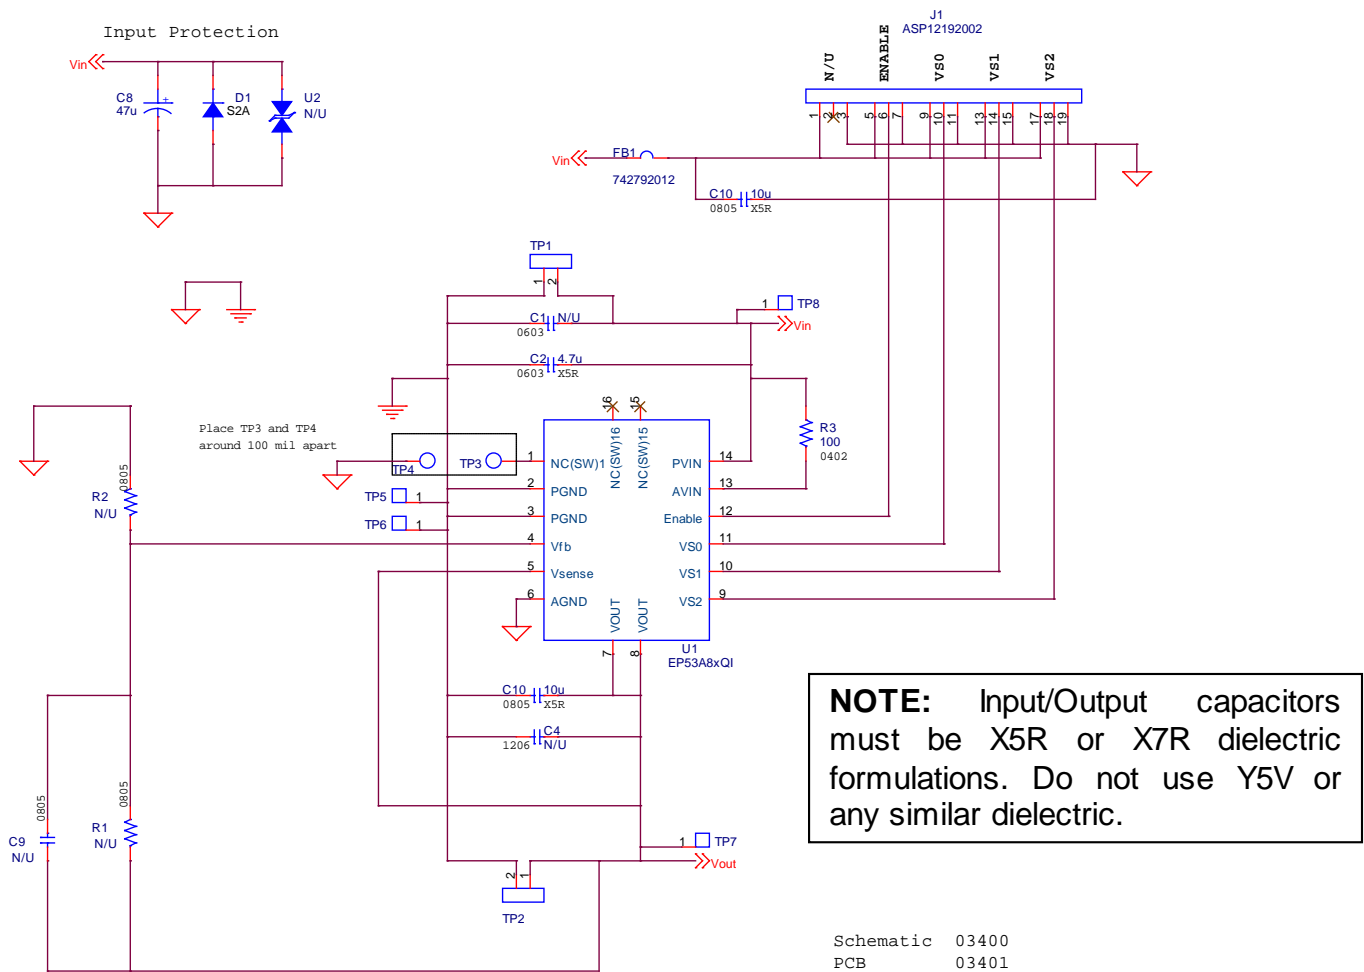 Input Protection
Vin
C8
47u
+
D1
S2A
U2
N/U
J1
ASP12192002
N/U
ENABLE
VS0
VS1
VS2
1
2
3
5
6
7
9
10
11
13
14
15
17
18
19
Vin
FB1
742792012
C10
10u
0805
X5R
TP1
1
2
1
TP8
Vin
C1
N/U
0603
C2
4.7u
0603
X5R
R3
100
0402
Place TP3 and TP4
around 100 mil apart
TP4
TP3
TP5
1
TP6
1
16
15
1
2
3
4
5
6
NC(SW)1
PGND
PGND
Vfb
Vsense
AGND
NC(SW)16
NC(SW)15
PVIN
AVIN
Enable
VS0
VS1
VS2
14
13
12
11
10
9
VOUT
VOUT
7
8
U1
EP53A8xQI
0805
R2
N/U
C10
10u
0805
X5R
C4
1206
N/U
NOTE: Input/Output capacitors
must be X5R or X7R dielectric
formulations. Do not use Y5V or
any similar dielectric.
0805
C9
N/U
0805
R1
N/U
1
TP7
Vout
2
1
TP2
Schematic 03400
PCB 03401